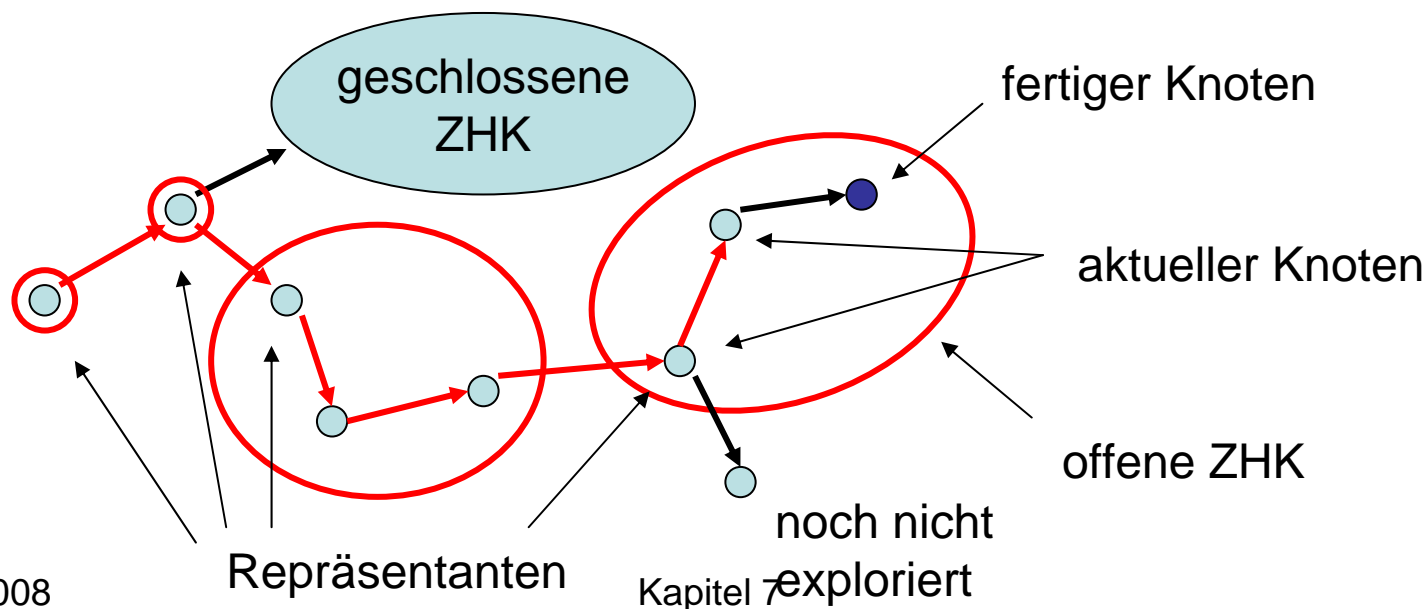 geschlossene
ZHK
fertiger Knoten
aktueller Knoten
offene ZHK
noch nicht
exploriert
Repräsentanten
008
Kapitel 7